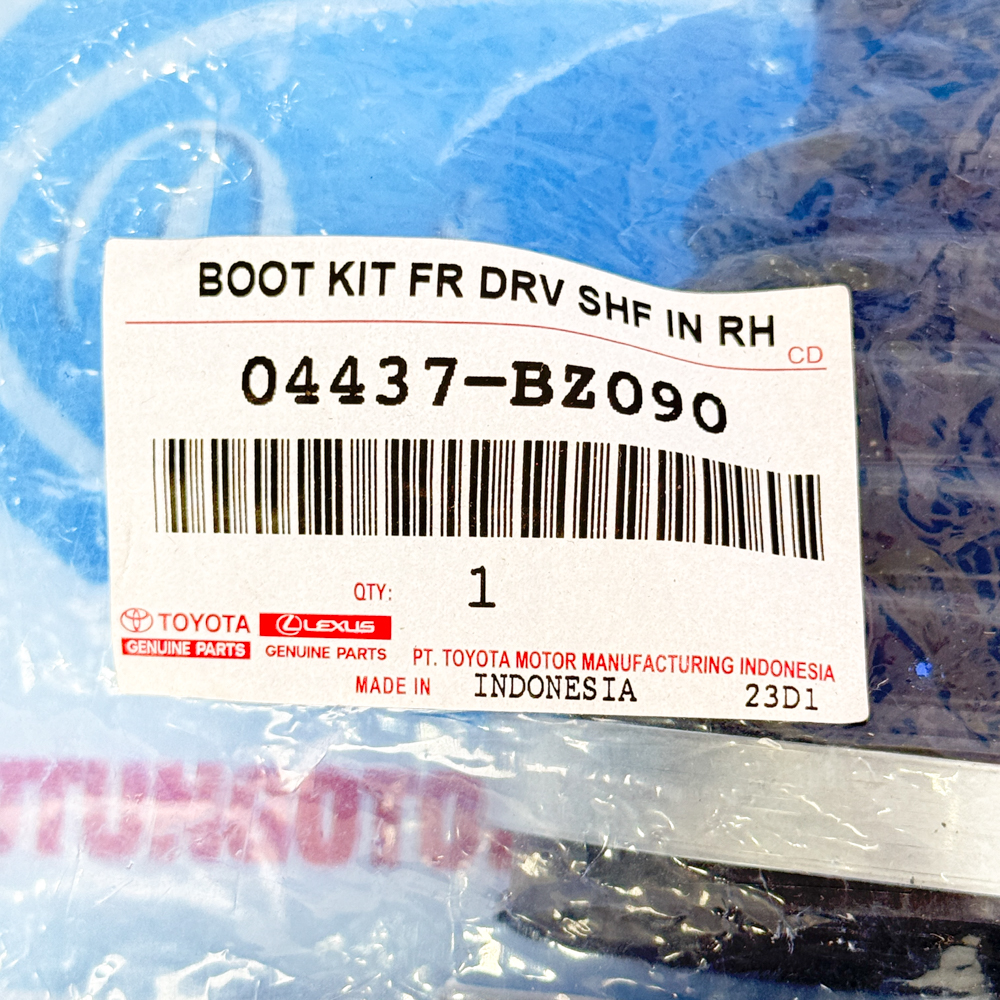 BOOT KIT FR DRV SHF IN RH
CD
04437-BZ090
QTY: 1
TOYOTA
GENUINE PARTS
LEXUS
GENUINE PARTS
PT. TOYOTA MOTOR MANUFACTURING INDONESIA
MADE IN INDONESIA 23D1